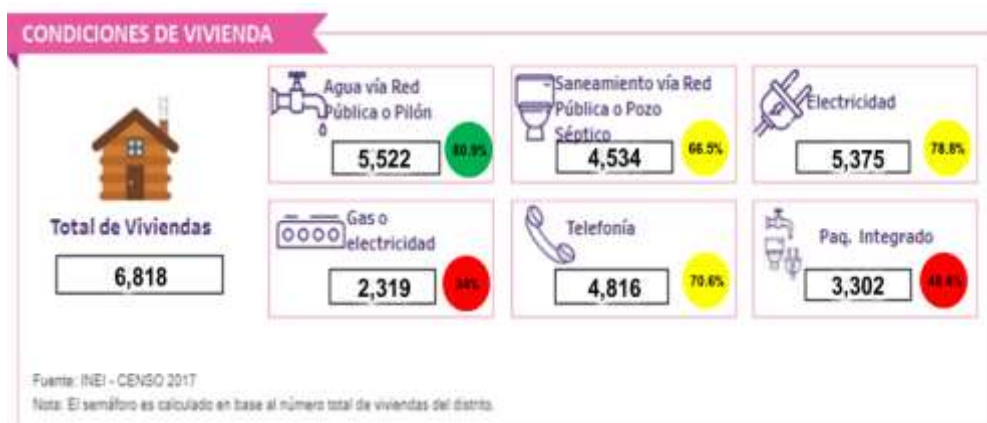 CONDICIONES DE VIVIENDA
Total de Viviendas
6,818
Agua vía Red
Pública o Pilón
5,522
80.9%
Saneamiento vía Red
Pública o Pozo
Séptico
4,534
66.5%
Electricidad
5,375
78.8%
Gas o
electricidad
2,319
34%
Telefonía
4,816
70.6%
Paq. Integrado
3,302
48.4%
Fuente: INEI - CENSO 2017
Nota: El semáforo es calculado en base al número total de viviendas del distrito.